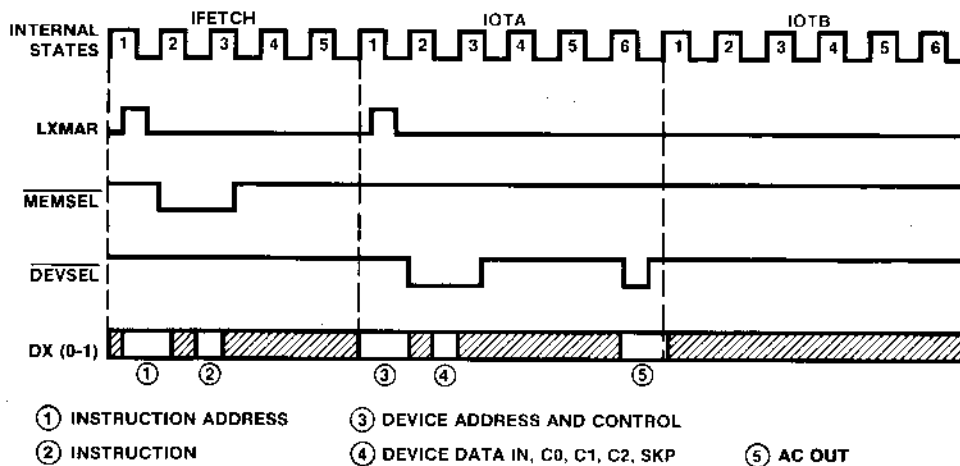 IFETCH IOTA IOTB
INTERNAL
STATES
1 2 3 4 5 1 2 3 4 5 6 1 2 3 4 5 6
LXMAR
MEMSEL
DEVSEL
DX (0-1)
1 2 3 4 5
1 INSTRUCTION ADDRESS 3 DEVICE ADDRESS AND CONTROL
2 INSTRUCTION 4 DEVICE DATA IN, C0, C1, C2, SKP 5 AC OUT